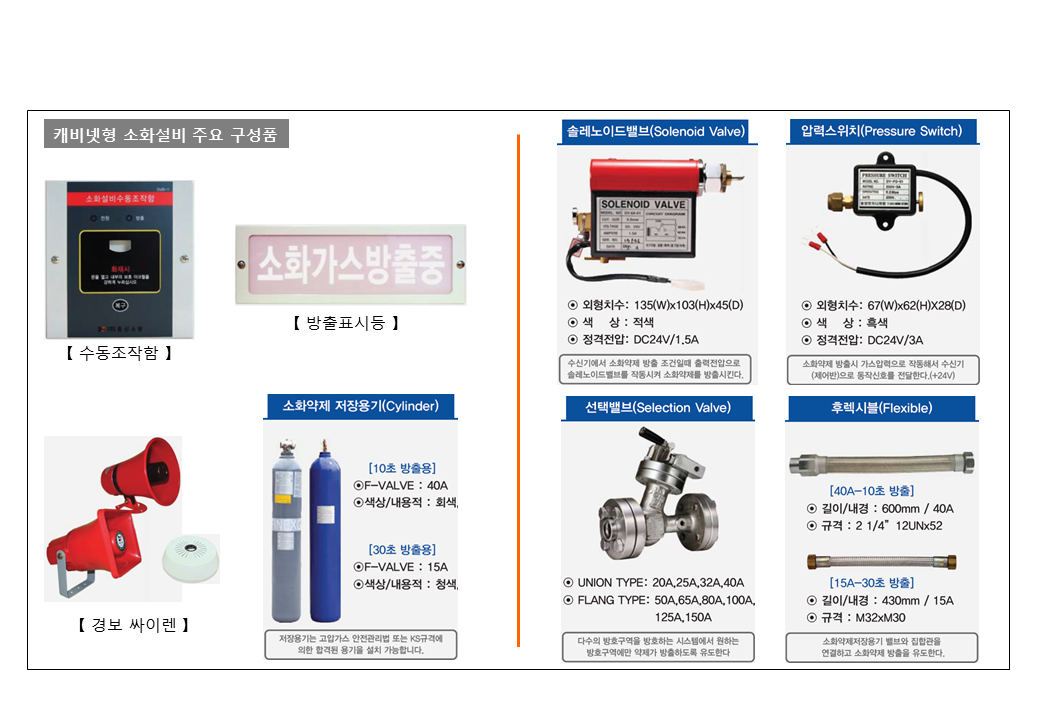 캐비넷형 소화설비 주요 구성품
소화설비수동조작함
전원
방출
화재시
복구
【 수동조작함 】
소화가스방출중
【 방출표시등 】
【 경보 싸이렌 】
소화약제 저장용기(Cylinder)
[10초 방출용]
⊙F-VALVE : 40A
⊙색상/내용적 : 회색,
[30초 방출용]
⊙F-VALVE : 15A
⊙색상/내용적 : 청색,
저장용기는 고압가스 안전관리법 또는 KS규격에
의한 합격된 용기을 설치 가능합니다.
솔레노이드밸브(Solenoid Valve)
SOLENOID VALVE
⊙ 외형치수: 135(W)x103(H)x45(D)
⊙ 색 상 : 적색
⊙ 정격전압: DC24V/1.5A
수신기에서 소화약제 방출 조건일때 출력전압으로
솔레노이드밸브를 작동시켜 소화약제를 방출시킨다.
압력스위치(Pressure Switch)
PRESSURE SWITCH
⊙ 외형치수: 67(W)x62(H)X28(D)
⊙ 색 상 : 흑색
⊙ 정격전압: DC24V/3A
소화약제 방출시 가스압력으로 작동해서 수신기
(제어반)으로 동작신호를 전달한다.(+24V)
선택밸브(Selection Valve)
⊙ UNION TYPE: 20A,25A,32A,40A
⊙ FLANG TYPE: 50A,65A,80A,100A,
125A,150A
다수의 방호구역을 방호하는 시스템에서 원하는
방호구역에만 약제가 방출하도록 유도한다
후렉시블(Flexible)
[40A-10초 방출]
⊙ 길이/내경 : 600mm / 40A
⊙ 규격 : 2 1/4" 12UNx52
[15A-30초 방출]
⊙ 길이/내경 : 430mm / 15A
⊙ 규격 : M32xM30
소화약제저장용기 밸브와 집합관을
연결하고 소화약제 방출을 유도한다.